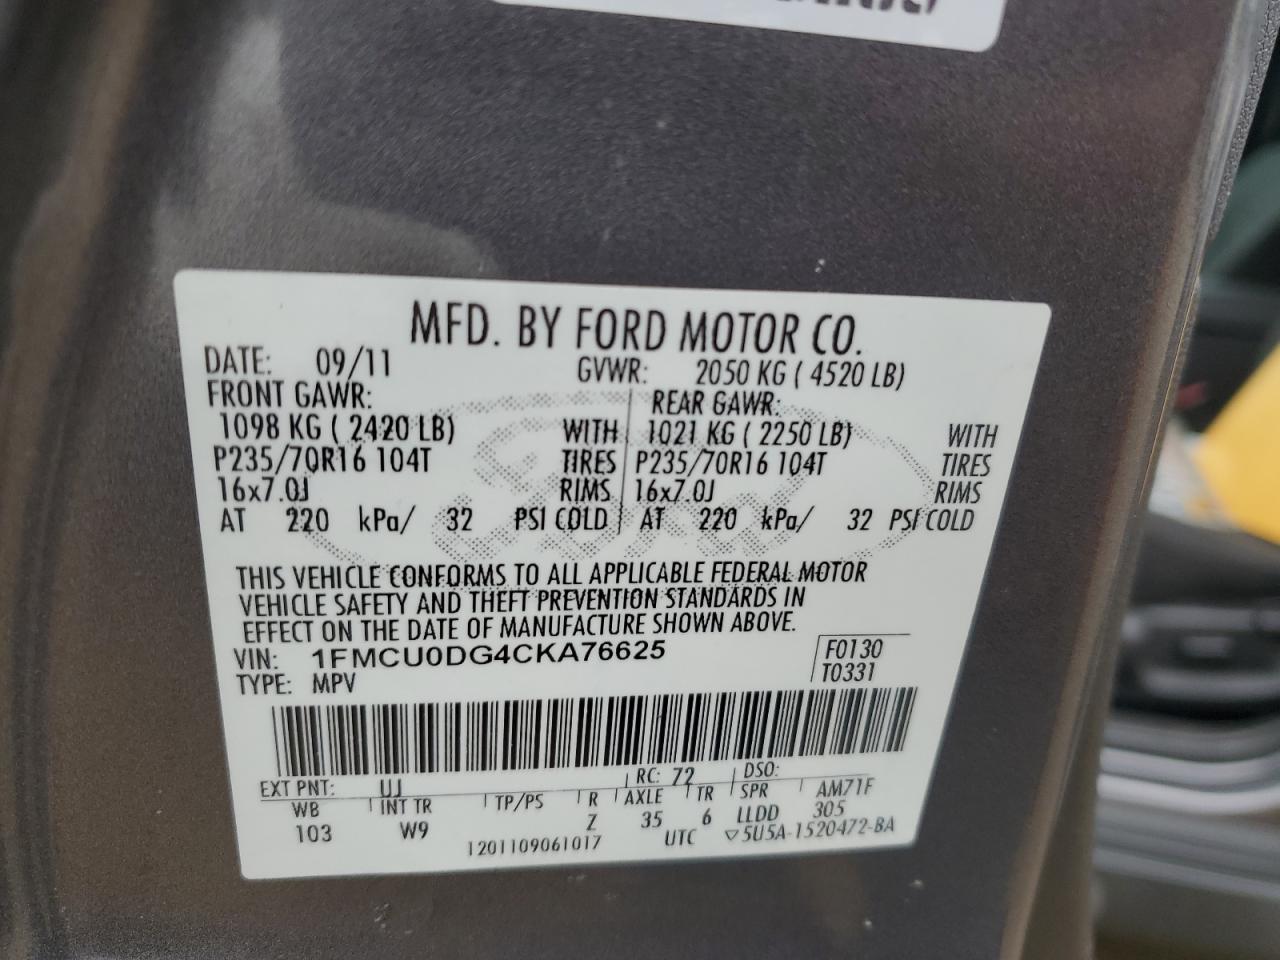 MFD. BY FORD MOTOR CO.
DATE: 09/11 GVWR: 2050 KG ( 4520 LB)
FRONT GAWR: REAR GAWR:
1098 KG ( 2420 LB) WITH 1021 KG ( 2250 LB) WITH
P235/70R16 104T TIRES P235/70R16 104T TIRES
16x7.0J RIMS 16x7.0J RIMS
AT 220 kPa/ 32 PSI COLD AT 220 kPa/ 32 PSI COLD
Ford
THIS VEHICLE CONFORMS TO ALL APPLICABLE FEDERAL MOTOR
VEHICLE SAFETY AND THEFT PREVENTION STANDARDS IN
EFFECT ON THE DATE OF MANUFACTURE SHOWN ABOVE.
VIN: 1FMCU0DG4CKA76625 F0130
TYPE: MPV T0331
EXT PNT: UJ RC: 72 DSO:
WB INT TR TP/PS R AXLE TR SPR AM71F
103 W9 Z 35 6 LLDD 305
1201109061017 UTC ▽5U5A-1520472-BA